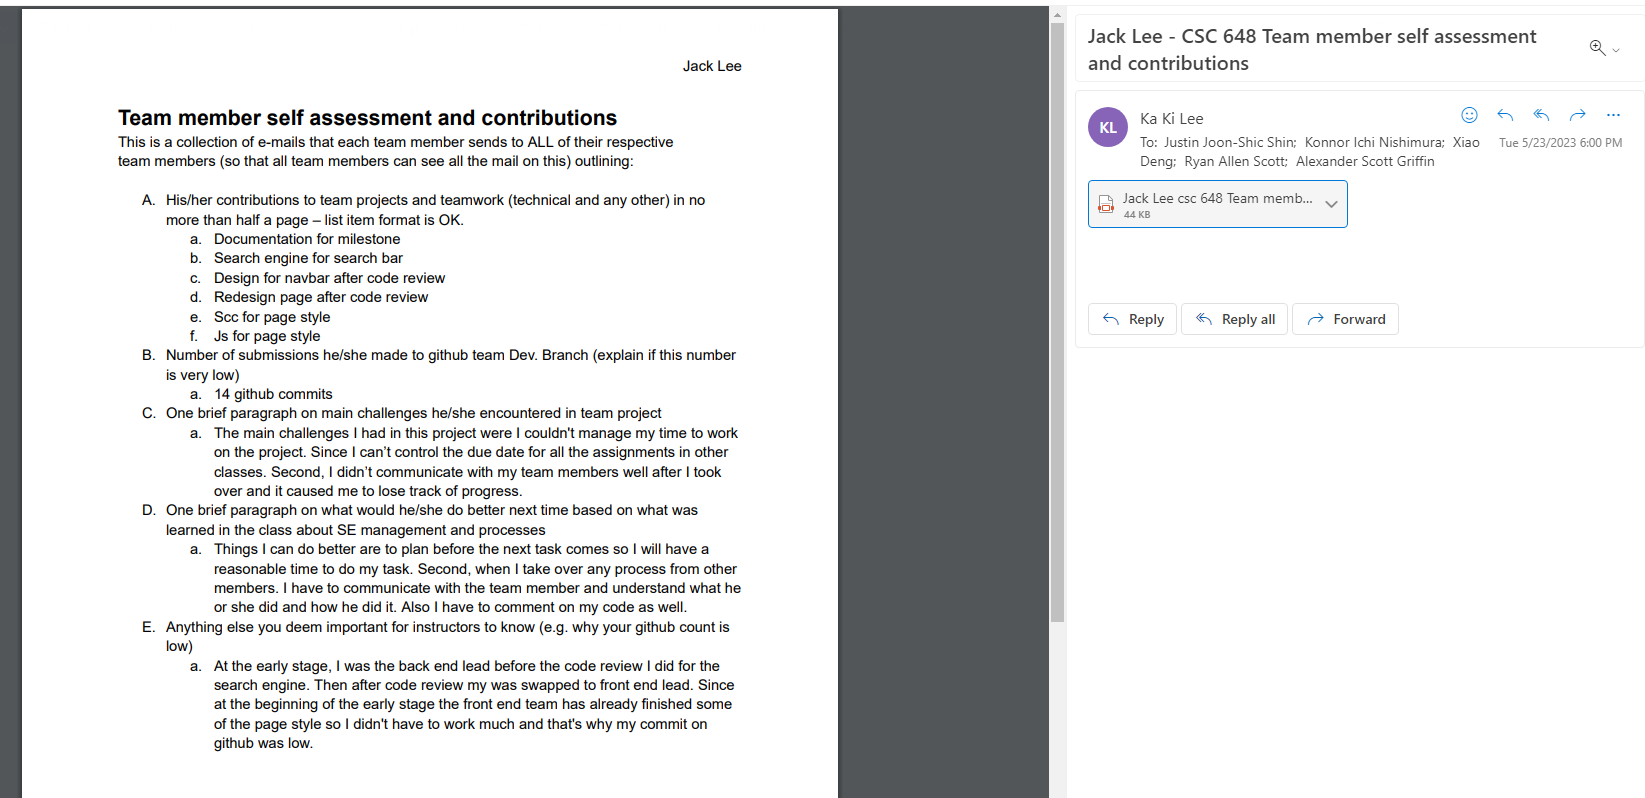 Jack Lee
Team member self assessment and contributions
This is a collection of e-mails that each team member sends to ALL of their respective
team members (so that all team members can see all the mail on this) outlining:
A. His/her contributions to team projects and teamwork (technical and any other) in no
more than half a page – list item format is OK.
a. Documentation for milestone
b. Search engine for search bar
c. Design for navbar after code review
d. Redesign page after code review
e. Scc for page style
f. Js for page style
B. Number of submissions he/she made to github team Dev. Branch (explain if this number
is very low)
a. 14 github commits
C. One brief paragraph on main challenges he/she encountered in team project
a. The main challenges I had in this project were I couldn't manage my time to work
on the project. Since I can’t control the due date for all the assignments in other
classes. Second, I didn’t communicate with my team members well after I took
over and it caused me to lose track of progress.
D. One brief paragraph on what would he/she do better next time based on what was
learned in the class about SE management and processes
a. Things I can do better are to plan before the next task comes so I will have a
reasonable time to do my task. Second, when I take over any process from other
members. I have to communicate with the team member and understand what he
or she did and how he did it. Also I have to comment on my code as well.
E. Anything else you deem important for instructors to know (e.g. why your github count is
low)
a. At the early stage, I was the back end lead before the code review I did for the
search engine. Then after code review my was swapped to front end lead. Since
at the beginning of the early stage the front end team has already finished some
of the page style so I didn't have to work much and that's why my commit on
github was low.
Jack Lee - CSC 648 Team member self assessment
and contributions
KL
Ka Ki Lee
To: Justin Joon-Shic Shin; Konnor Ichi Nishimura; Xiao
Deng; Ryan Allen Scott; Alexander Scott Griffin
Tue 5/23/2023 6:00 PM
Jack Lee csc 648 Team memb...
44 KB
Reply
Reply all
Forward